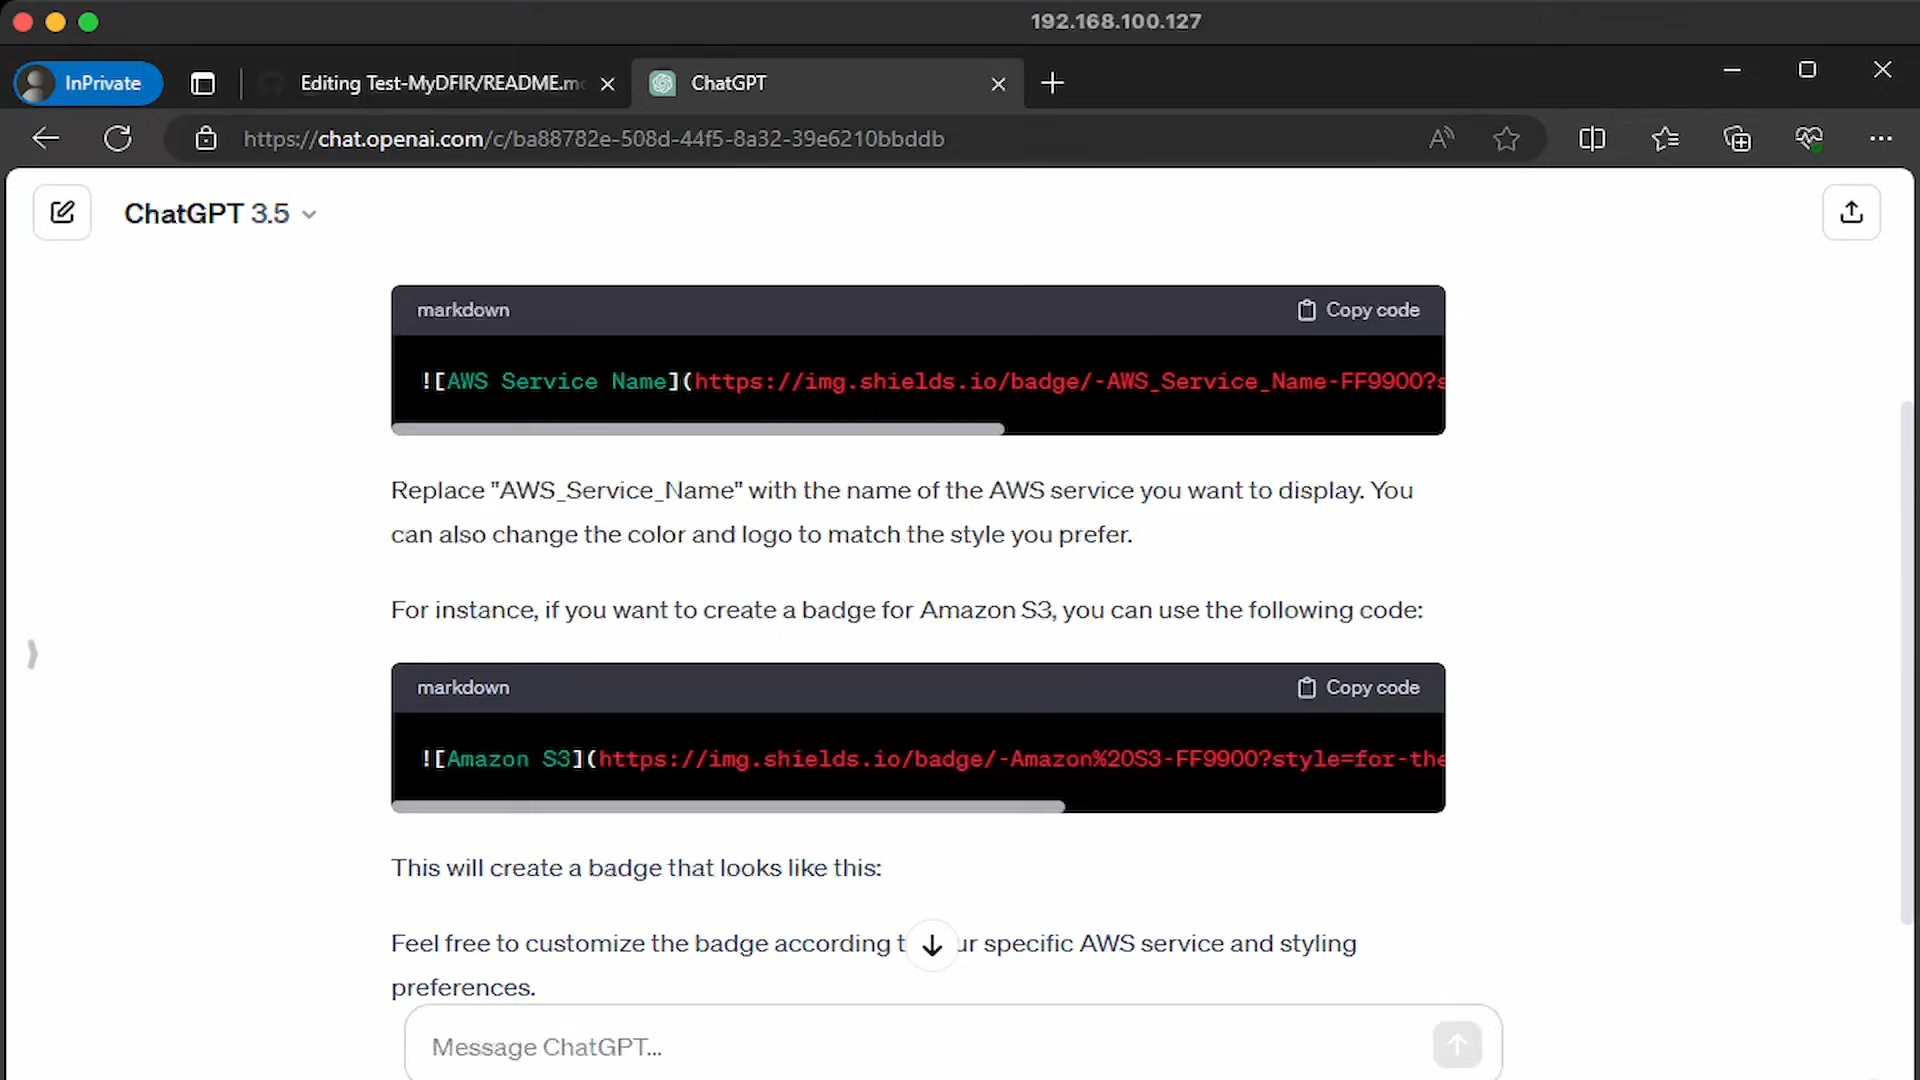 192.168.100.127
InPrivate
Editing Test-MyDFIR/README.m
ChatGPT
https://chat.openai.com/c/ba88782e-508d-44f5-8a32-39e6210bbddb
ChatGPT 3.5
markdown
Copy code
![AWS Service Name](https://img.shields.io/badge/-AWS_Service_Name-FF9900?s
Replace "AWS_Service_Name" with the name of the AWS service you want to display. You
can also change the color and logo to match the style you prefer.
For instance, if you want to create a badge for Amazon S3, you can use the following code:
markdown
Copy code
![Amazon S3](https://img.shields.io/badge/-Amazon%20S3-FF9900?style=for-the
This will create a badge that looks like this:
Feel free to customize the badge according t ur specific AWS service and styling
preferences.
Message ChatGPT...